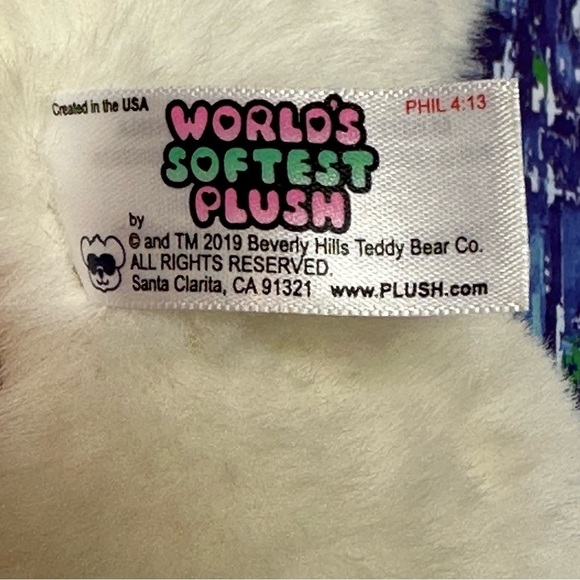 Created in the USA
PHIL 4:13
WORLD'S
SOFTEST
PLUSH
by
© and TM 2019 Beverly Hills Teddy Bear Co.
ALL RIGHTS RESERVED.
Santa Clarita, CA 91321 www.PLUSH.com